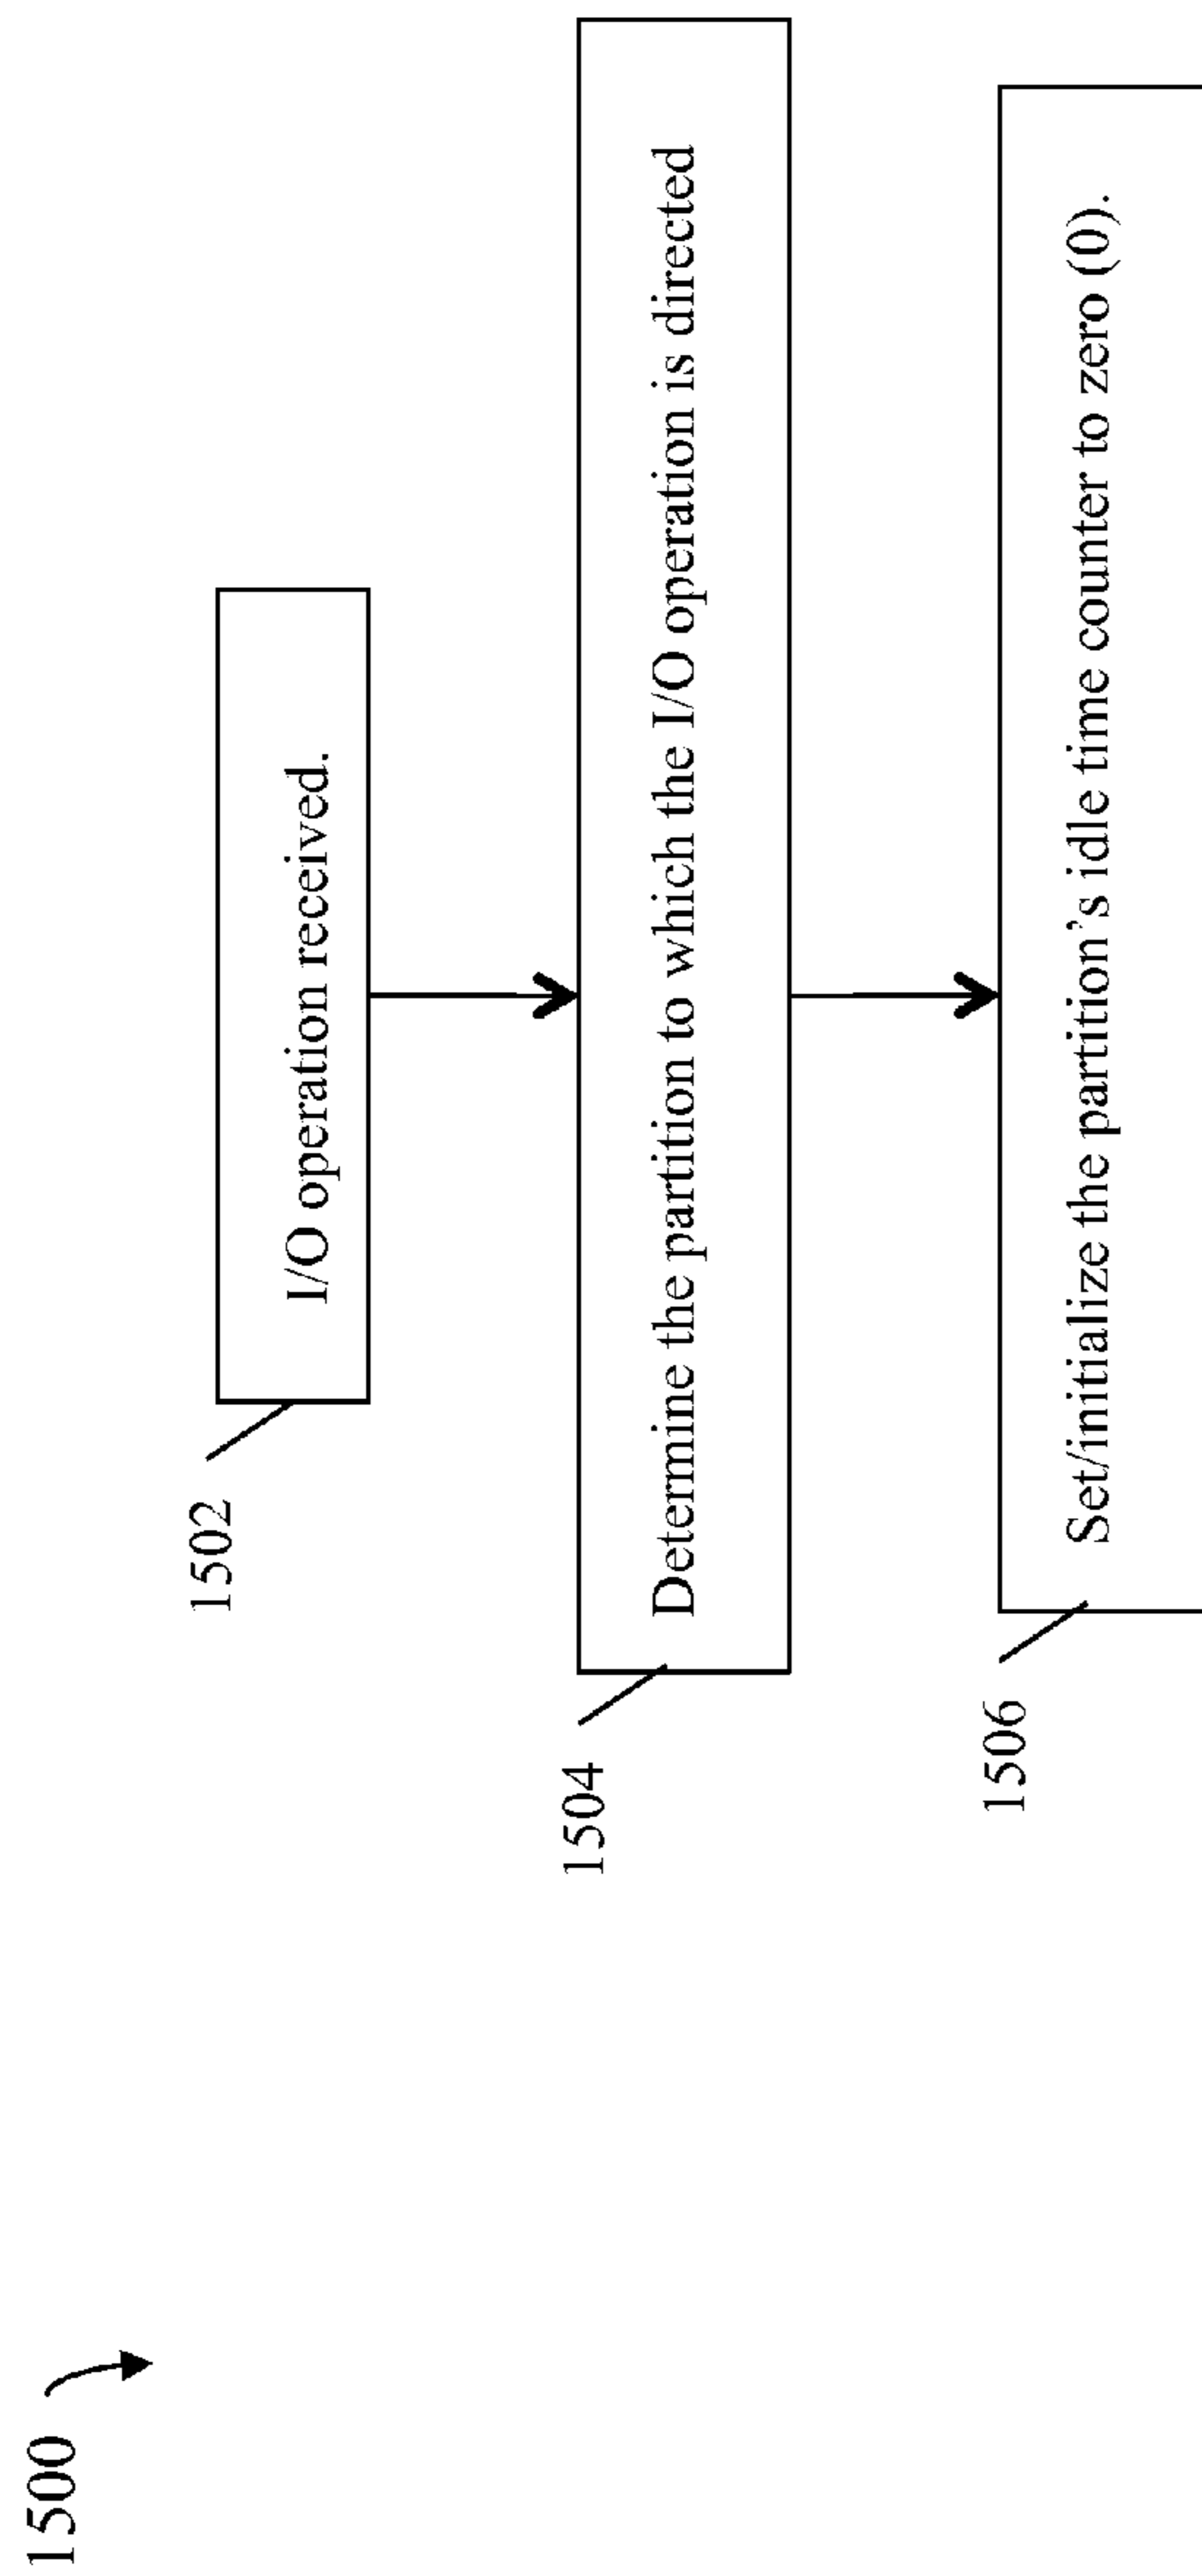 1500
1502
I/O operation received.
1504
Determine the partition to which the I/O operation is directed
1506
Set/initialize the partition’s idle time counter to zero (0).